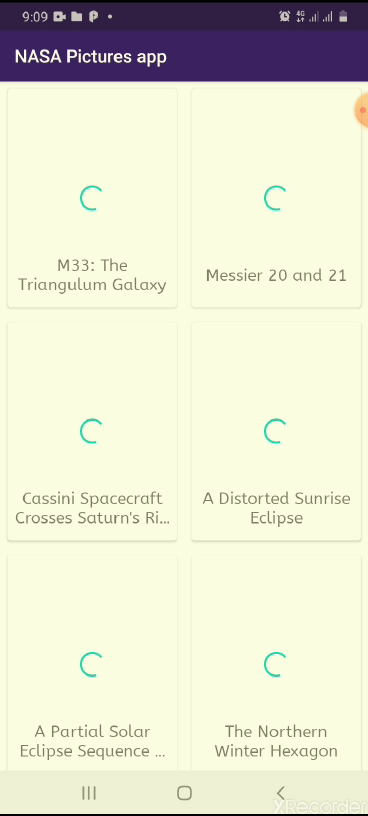 9:09
4G
NASA Pictures app
M33: The
Triangulum Galaxy
Messier 20 and 21
Cassini Spacecraft
Crosses Saturn's Ri...
A Distorted Sunrise
Eclipse
A Partial Solar
Eclipse Sequence ...
The Northern
Winter Hexagon
XRecorder